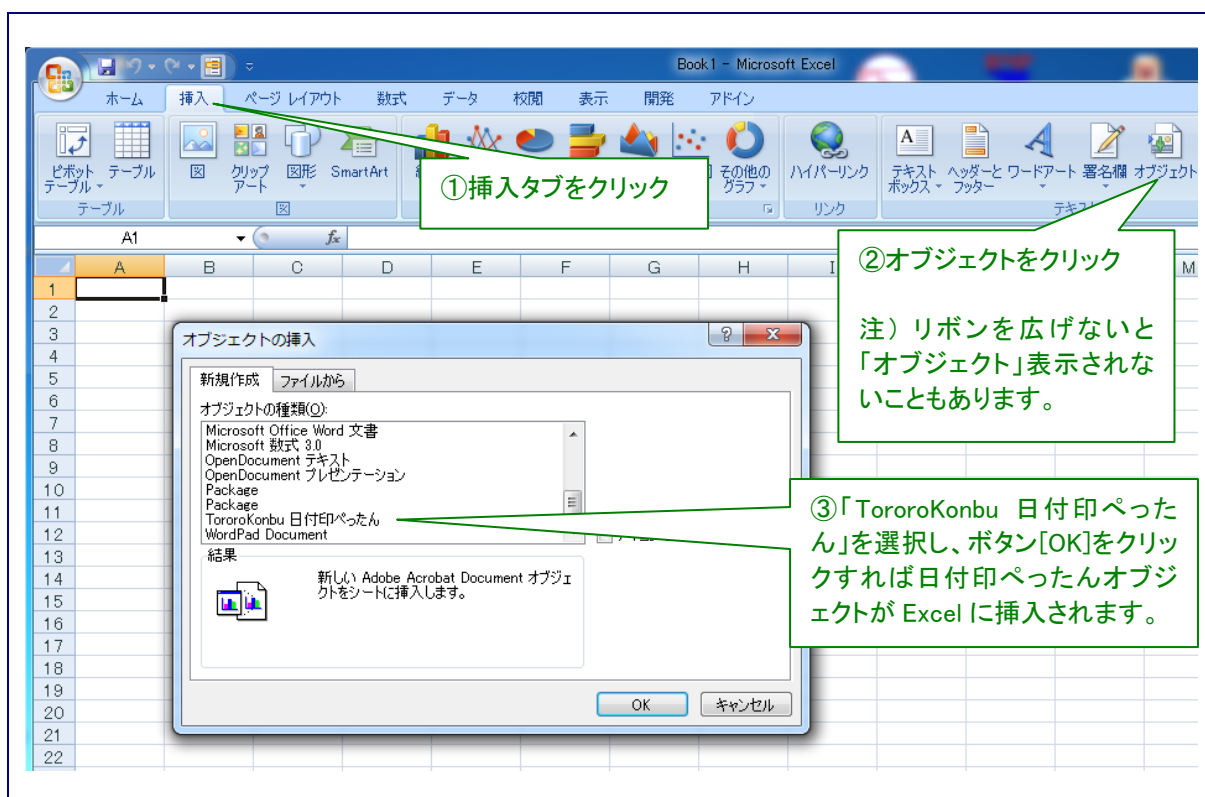 Book1 - Microsoft Excel
ホーム 挿入 ページ レイアウト 数式 データ 校閲 表示 開発 アドイン
ピボット テーブル 図 クリップ 図形 SmartArt その他の ハイパーリンク テキスト ヘッダーと ワードアート 署名欄 オブジェクト
テーブル アート グラフ ボックス フッター
テーブル 図 リンク
①挿入タブをクリック
A1 fx
②オブジェクトをクリック
注）リボンを広げないと
「オブジェクト」表示されな
いこともあります。
A B C D E F G H I M
1
2
3
4
5
6
7
8
9
10
11
12
13
14
15
16
17
18
19
20
21
22
オブジェクトの挿入
新規作成 ファイルから
オブジェクトの種類(O):
Microsoft Office Word 文書
Microsoft 数式 3.0
OpenDocument テキスト
OpenDocument プレゼンテーション
Package
Package
TororoKonbu 日付印ぺったん
WordPad Document
結果
新しい Adobe Acrobat Document オブジェ
クトをシートに挿入します。
OK キャンセル
③「TororoKonbu 日付印ぺった
ん」を選択し、ボタン[OK]をクリッ
クすれば日付印ぺったんオブジ
ェクトが Excel に挿入されます。